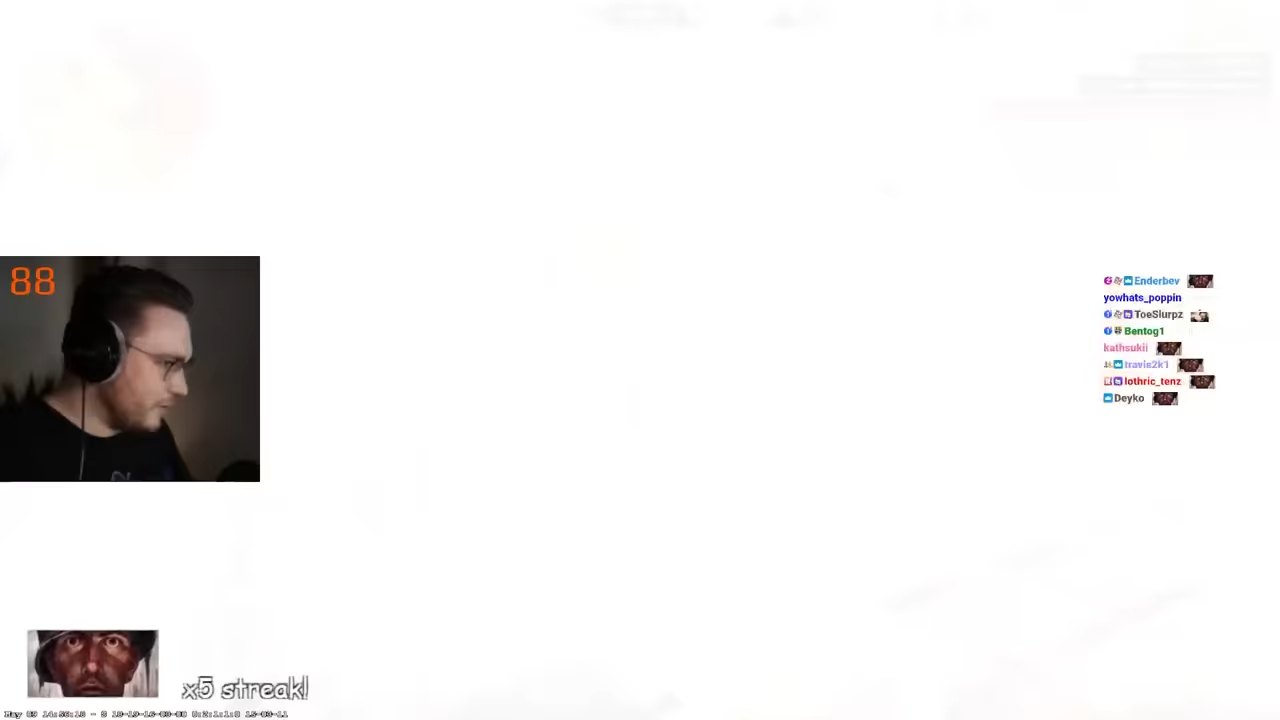 88
Enderbev
yowhats_poppin
ToeSlurpz
Bentog1
kathsukii
travis2k1
lothric_tenz
Deyko
x5 streak!